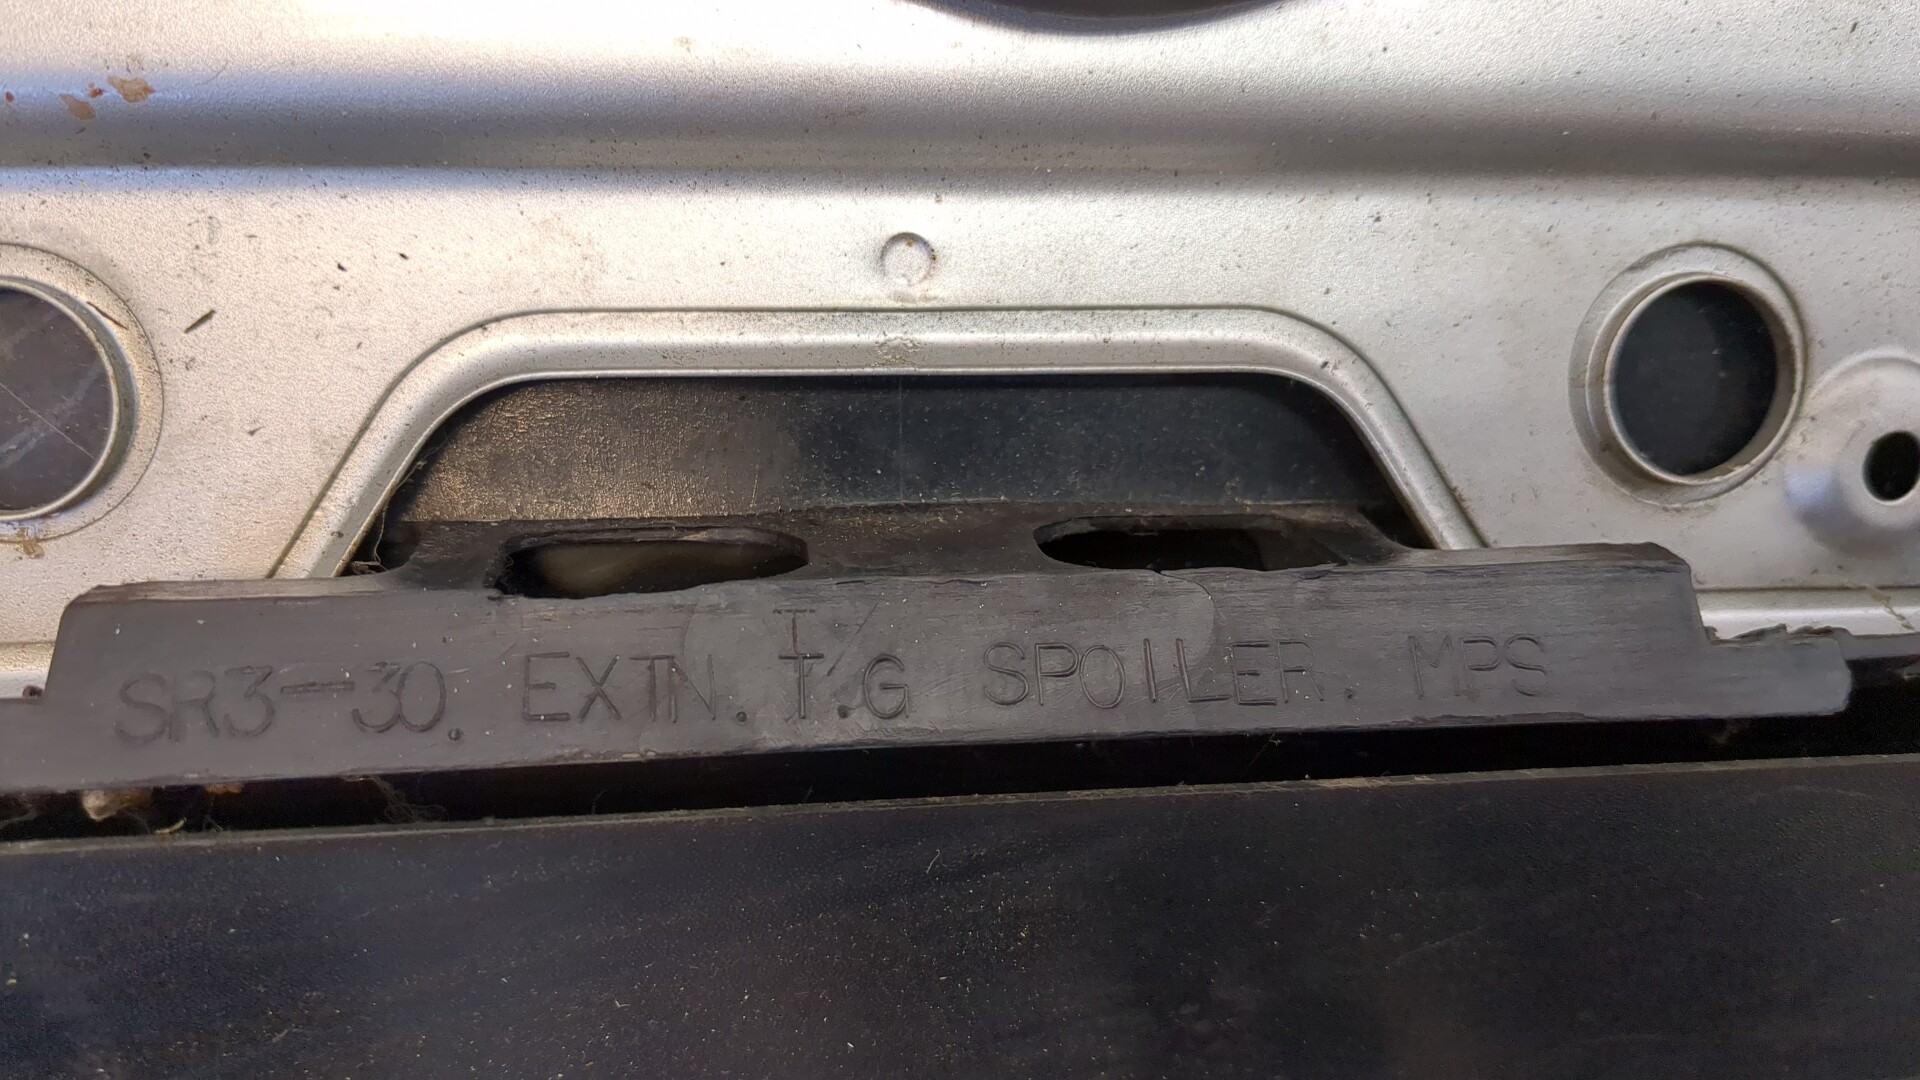 SR3-30. EXTN. T.G SPOILER. MPS